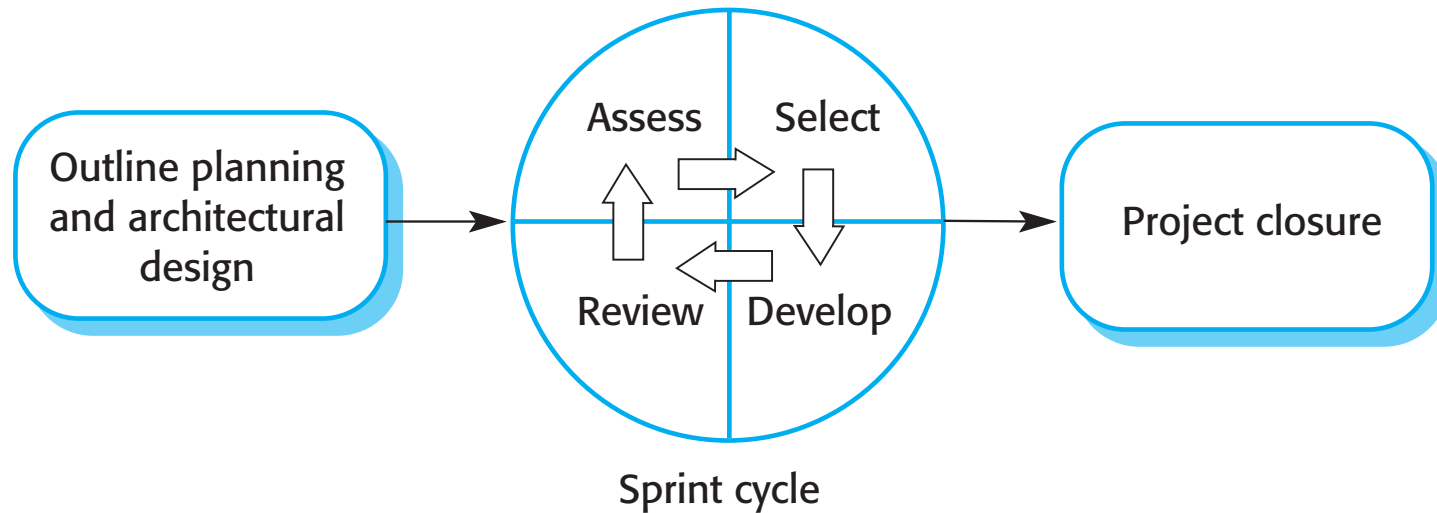 Outline planning
and architectural
design
Assess
Select
Review
Develop
Sprint cycle
Project closure